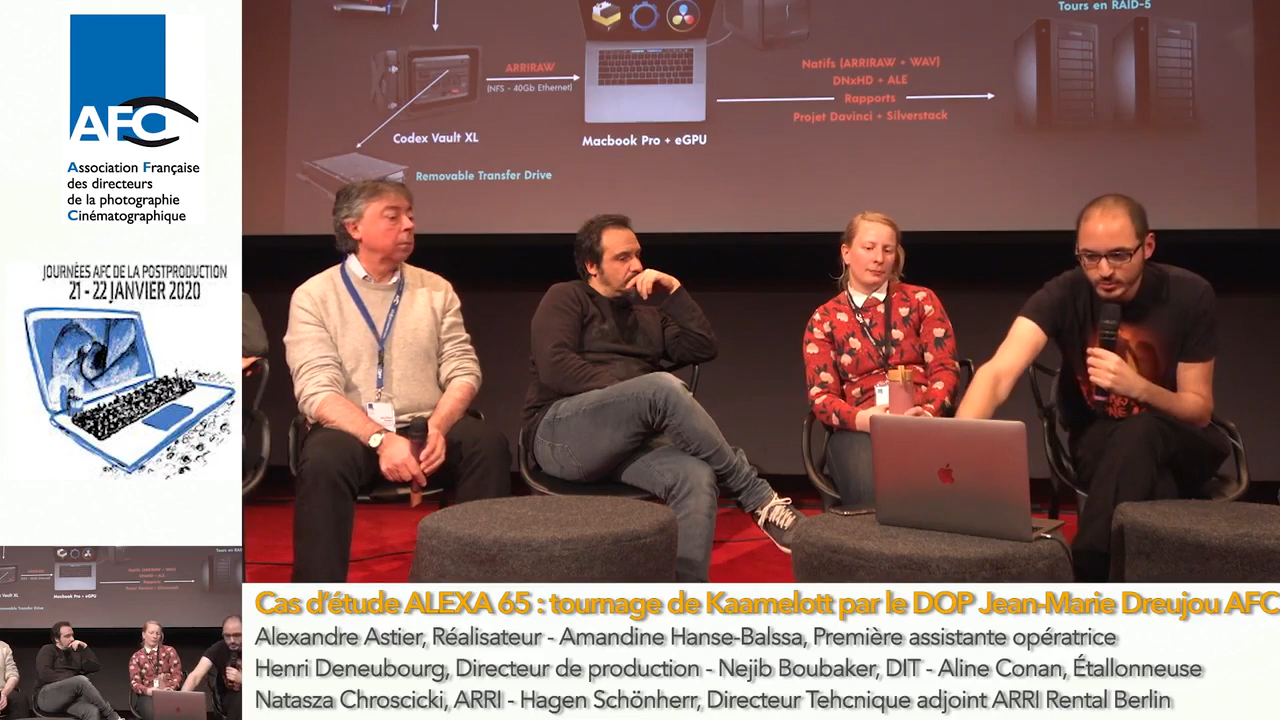 AFC
Association Française
des directeurs
de la photographie
Cinématographique
JOURNÉES AFC DE LA POSTPRODUCTION
21 - 22 JANVIER 2020
Tours en RAID-5
ARRIRAW
(NFS - 40Gb Ethernet)
Natifs (ARRIRAW + WAV)
DNxHD + ALE
Rapports
Projet Davinci + Silverstack
Codex Vault XL
Macbook Pro + eGPU
Removable Transfer Drive
Cas d'étude ALEXA 65 : tournage de Kaamelott par le DOP Jean-Marie Dreujou AFC
Alexandre Astier, Réalisateur - Amandine Hanse-Balssa, Première assistante opératrice
Henri Deneubourg, Directeur de production - Nejib Boubaker, DIT - Aline Conan, Étallonneuse
Natasza Chroscicki, ARRI - Hagen Schönherr, Directeur Tehcnique adjoint ARRI Rental Berlin